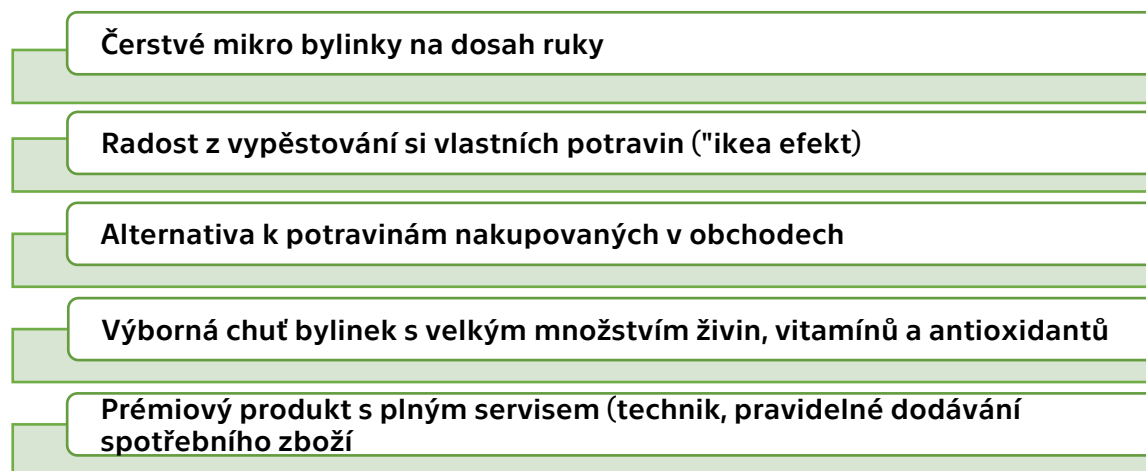 Čerstvé mikro bylinky na dosah ruky
Radost z vypěstování si vlastních potravin ("ikea efekt)
Alternativa k potravinám nakupovaných v obchodech
Výborná chuť bylinek s velkým množstvím živin, vitamínů a antioxidantů
Prémiový produkt s plným servisem (technik, pravidelné dodávání
spotřebního zboží